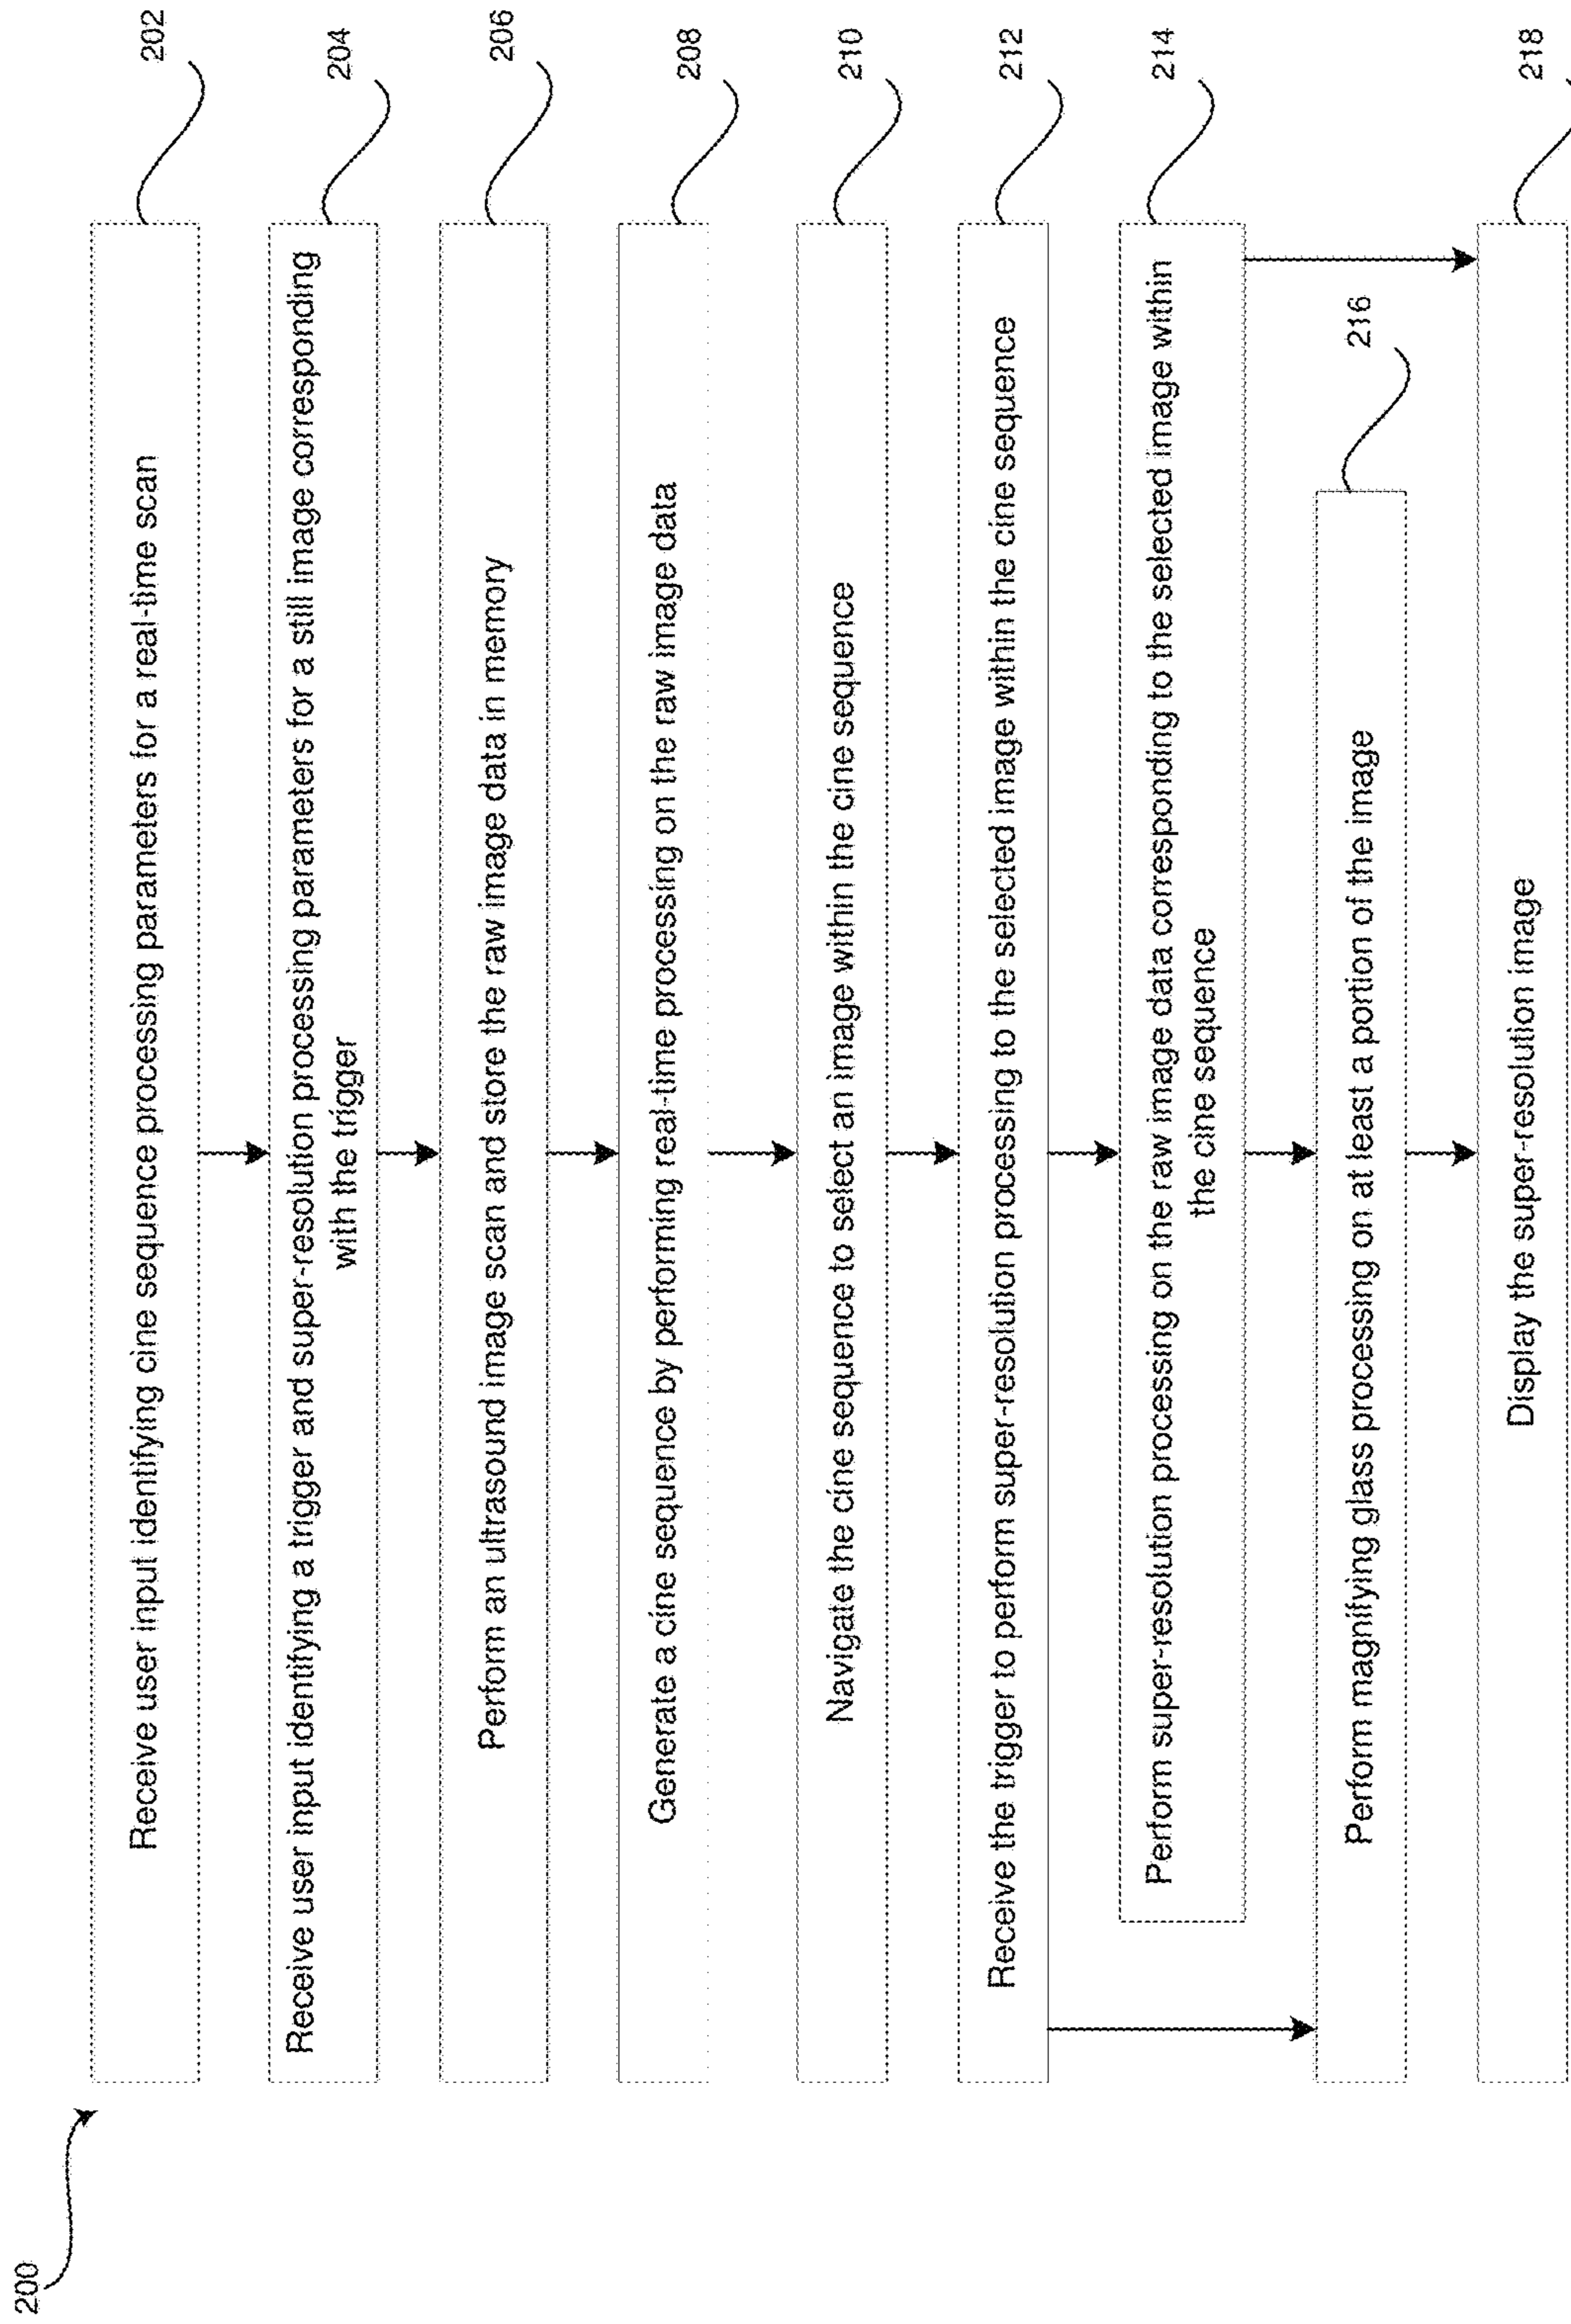 200
Receive user input identifying cine sequence processing parameters for a real-time scan
202
Receive user input identifying a trigger and super-resolution processing parameters for a still image corresponding
with the trigger
204
Perform an ultrasound image scan and store the raw image data in memory
206
Generate a cine sequence by performing real-time processing on the raw image data
208
Navigate the cine sequence to select an image within the cine sequence
210
Receive the trigger to perform super-resolution processing to the selected image within the cine sequence
212
Perform super-resolution processing on the raw image data corresponding to the selected image within
the cine sequence
214
Perform magnifying glass processing on at least a portion of the image
216
Display the super-resolution image
218